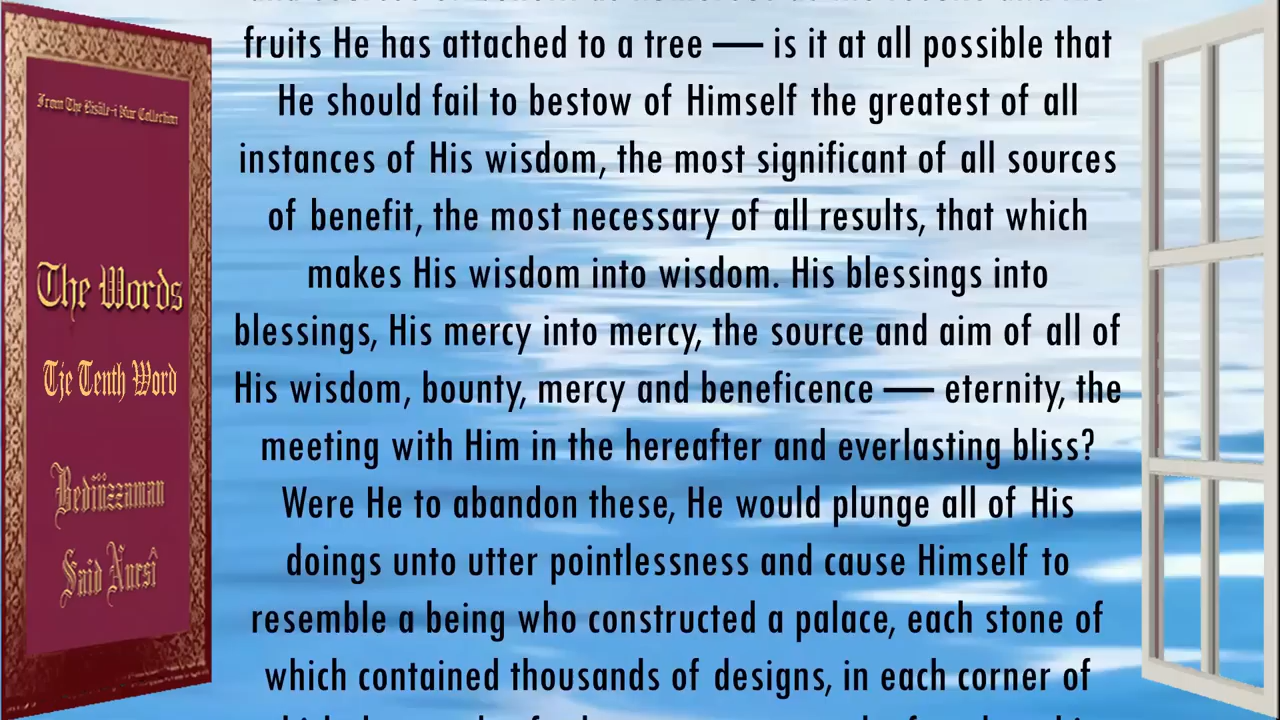 From The Risâle-i Nur Collection
The Words
Tje Tenth Word
Bediüzzaman
Said Nursî
fruits He has attached to a tree — is it at all possible that
He should fail to bestow of Himself the greatest of all
instances of His wisdom, the most significant of all sources
of benefit, the most necessary of all results, that which
makes His wisdom into wisdom. His blessings into
blessings, His mercy into mercy, the source and aim of all of
His wisdom, bounty, mercy and beneficence — eternity, the
meeting with Him in the hereafter and everlasting bliss?
Were He to abandon these, He would plunge all of His
doings unto utter pointlessness and cause Himself to
resemble a being who constructed a palace, each stone of
which contained thousands of designs, in each corner of